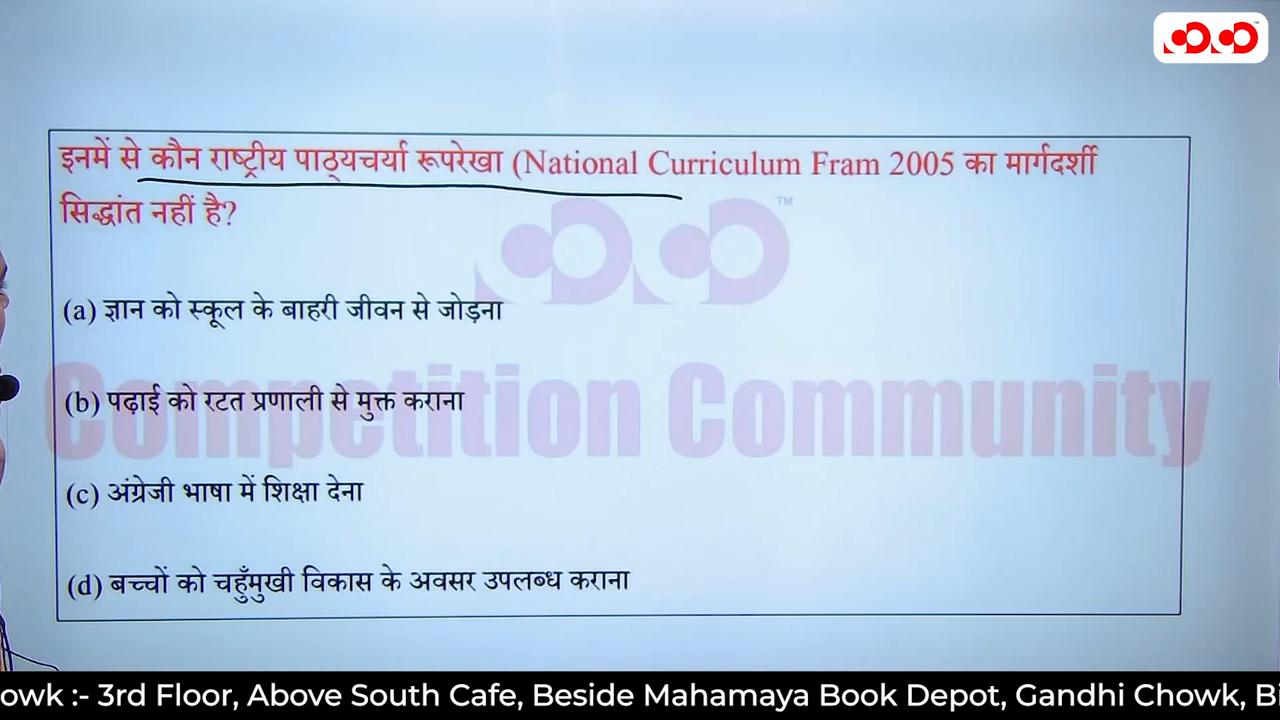 इनमें से कौन राष्ट्रीय पाठ्यचर्या रूपरेखा (National Curriculum Fram 2005 का मार्गदर्शी
सिद्धांत नहीं है?
TM
(a) ज्ञान को स्कूल के बाहरी जीवन से जोड़ना
(b) पढ़ाई को रटत प्रणाली से मुक्त कराना
Competition Community
(c) अंग्रेजी भाषा में शिक्षा देना
(d) बच्चों को चहुँमुखी विकास के अवसर उपलब्ध कराना
owk :- 3rd Floor, Above South Cafe, Beside Mahamaya Book Depot, Gandhi Chowk, Bi